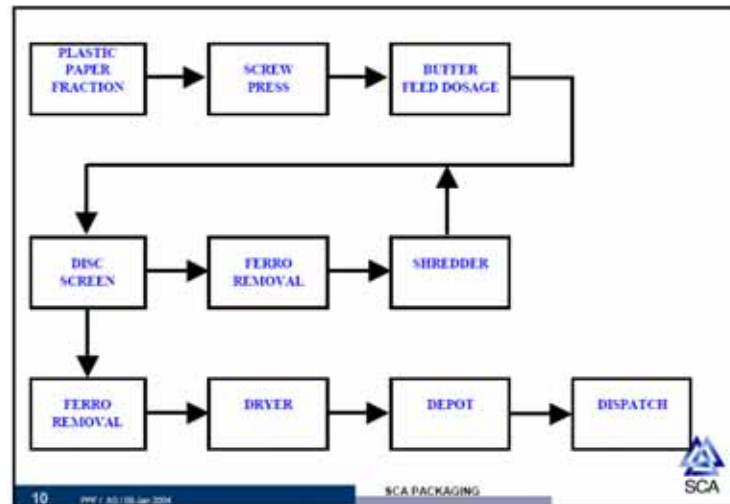 PLASTIC
PAPER
FRACTION
SCREW
PRESS
BUFFER
FEED DOSAGE
DISC
SCREEN
FERRO
REMOVAL
SHREDDER
FERRO
REMOVAL
DRYER
DEPOT
DISPATCH
SCA
10
SCA PACKAGING